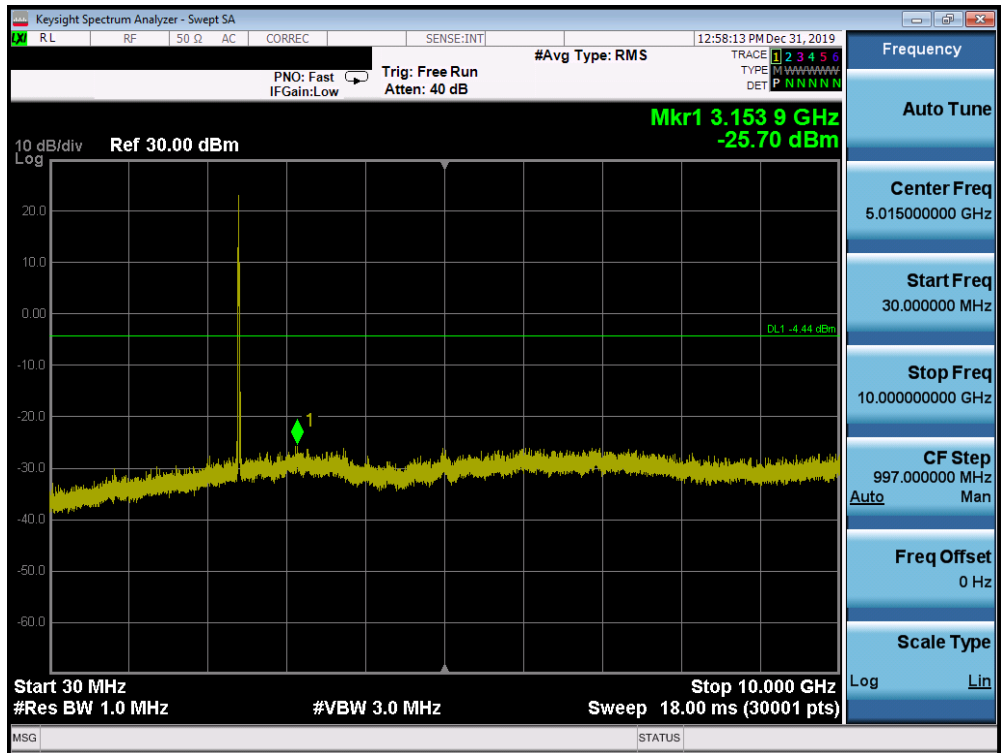 Keysight Spectrum Analyzer - Swept SA
LXI RL RF 50 Ω AC CORREC SENSE:INT 12:58:13 PM Dec 31, 2019
#Avg Type: RMS TRACE 1 2 3 4 5 6
PNO: Fast Trig: Free Run TYPE M WWWWW
IFGain:Low Atten: 40 dB DET P N N N N N
Mkr1 3.153 9 GHz
-25.70 dBm
10 dB/div Ref 30.00 dBm
Log
20.0
10.0
0.00
DL1 -4.44 dBm
-10.0
-20.0
1
-30.0
-40.0
-50.0
-60.0
Start 30 MHz Stop 10.000 GHz
#Res BW 1.0 MHz #VBW 3.0 MHz Sweep 18.00 ms (30001 pts)
MSG STATUS
Frequency
Auto Tune
Center Freq
5.015000000 GHz
Start Freq
30.000000 MHz
Stop Freq
10.000000000 GHz
CF Step
997.000000 MHz
Auto Man
Freq Offset
0 Hz
Scale Type
Log Lin